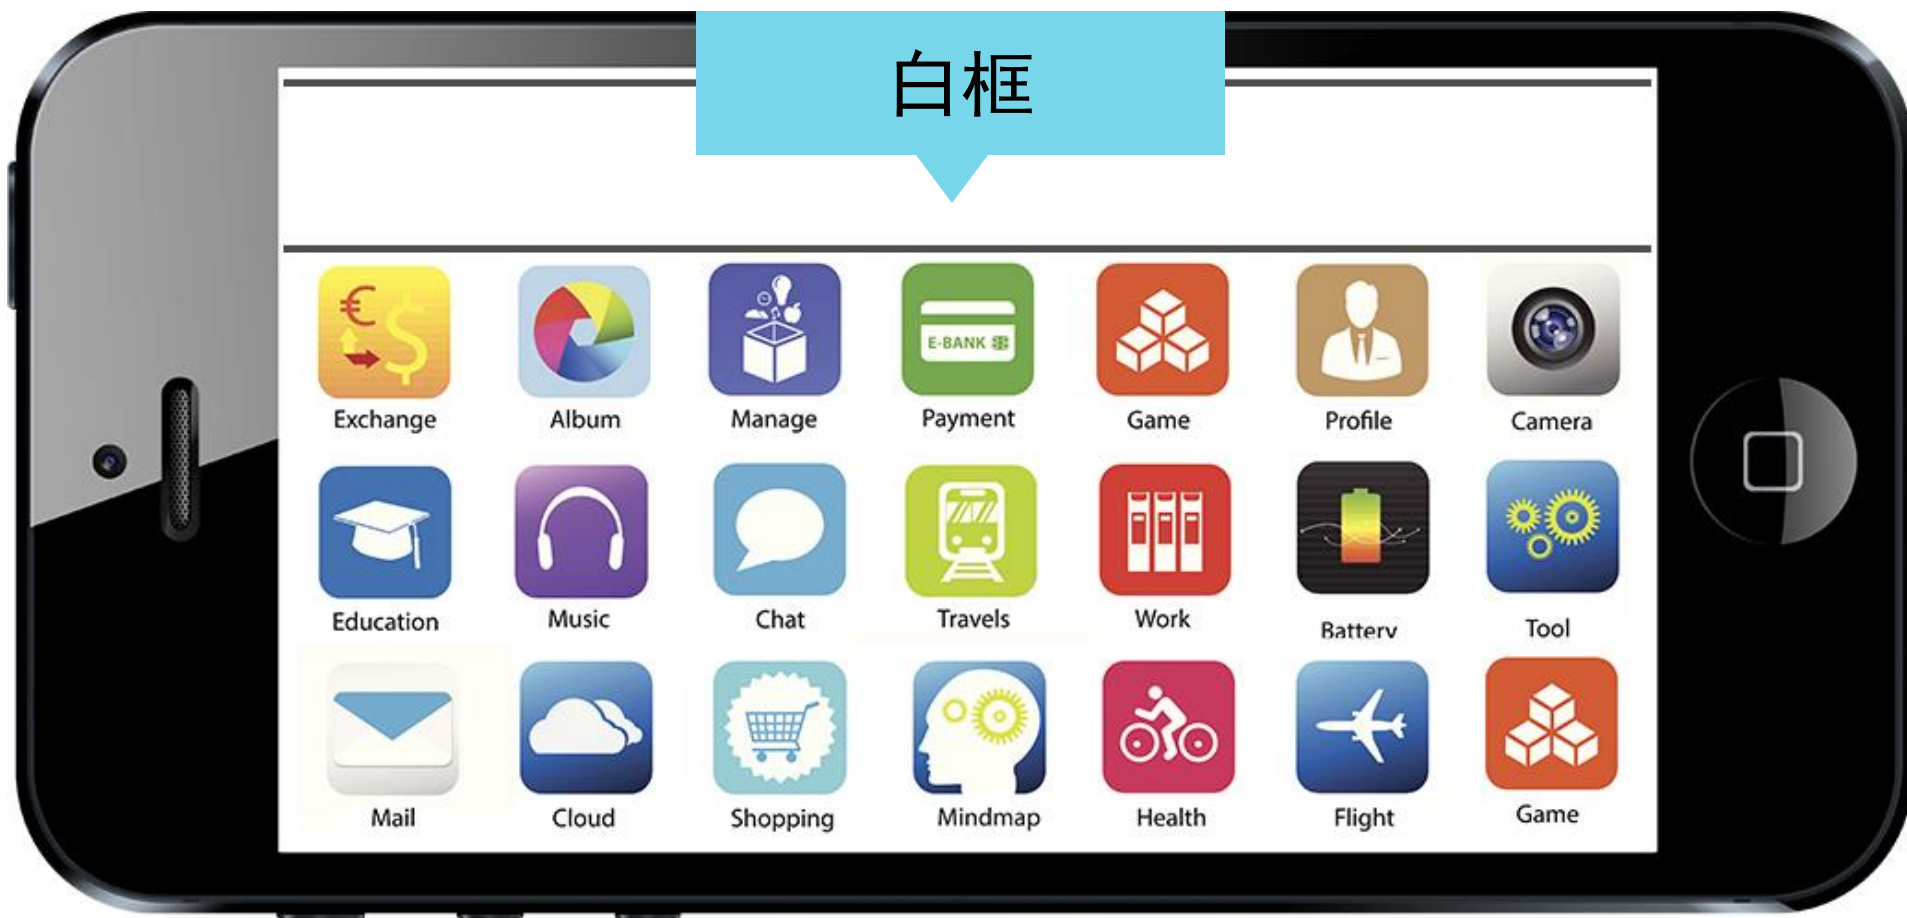 白框
E-BANK
Exchange Album Manage Payment Game Profile Camera
Education Music Chat Travels Work Battery Tool
Mail Cloud Shopping Mindmap Health Flight Game